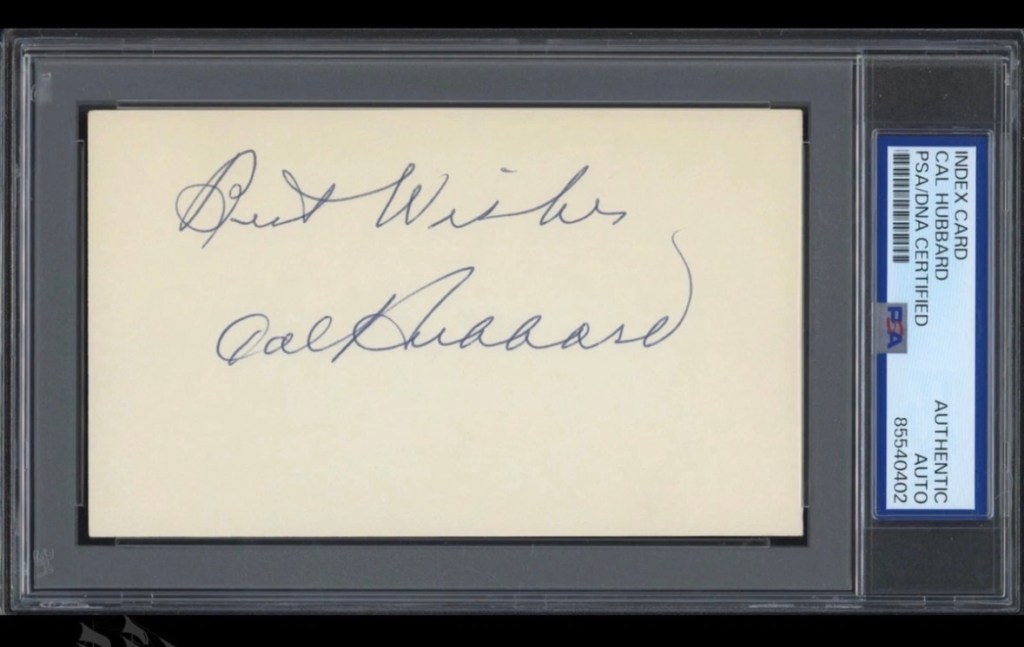 Best Wishes
Cal Hubbard
INDEX CARD
CAL HUBBARD
PSA/DNA CERTIFIED
PSA
AUTHENTIC
AUTO
85540402